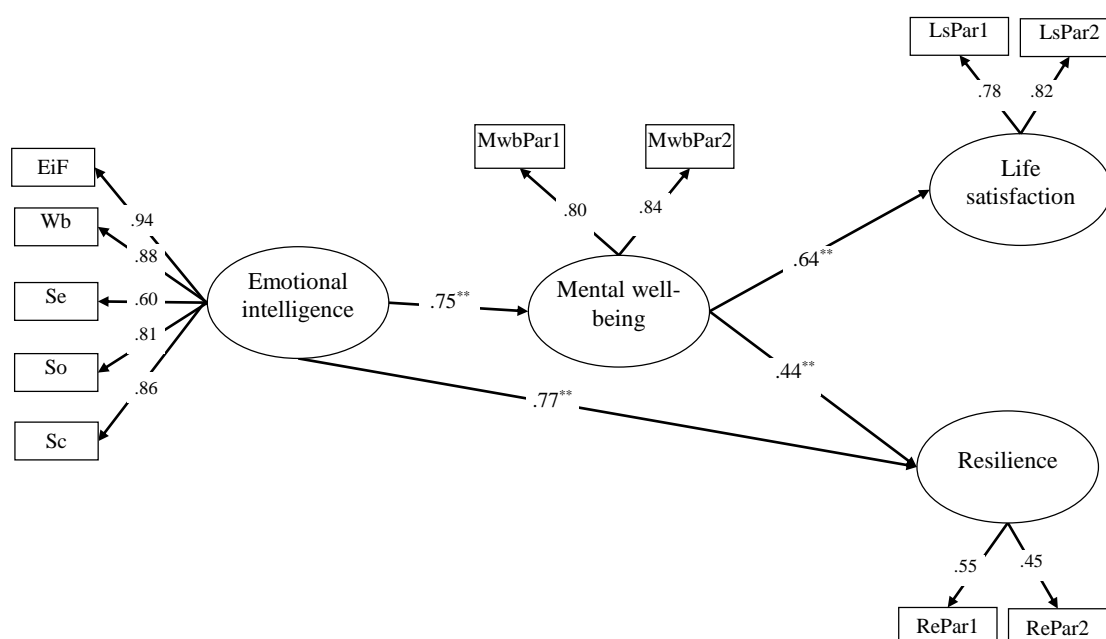 LsPar1
LsPar2
.78
.82
MwbPar1
MwbPar2
.80
.84
Life
satisfaction
EiF
Wb
Se
So
Sc
.94
.88
.60
.81
.86
Emotional
intelligence
.75**
Mental well-
being
.64**
.44**
.77**
Resilience
.55
.45
RePar1
RePar2